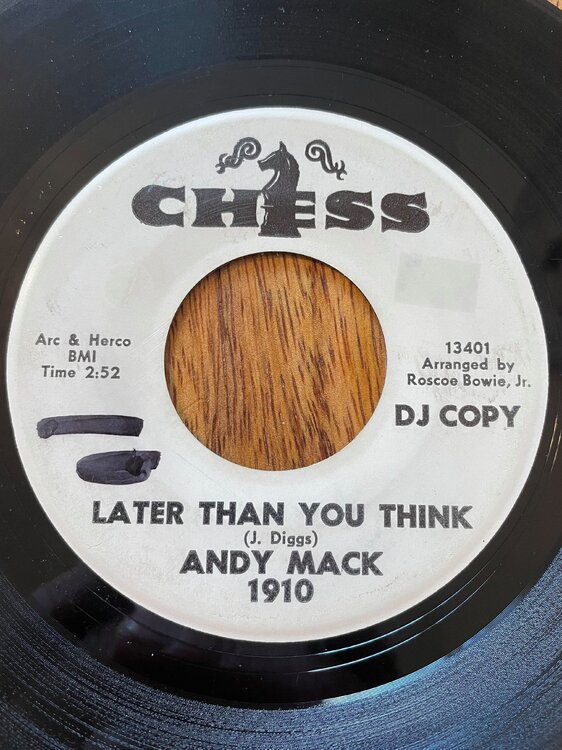 CHESS
Arc & Herco
BMI
Time 2:52
13401
Arranged by
Roscoe Bowie, Jr.
DJ COPY
LATER THAN YOU THINK
(J. Diggs)
ANDY MACK
1910